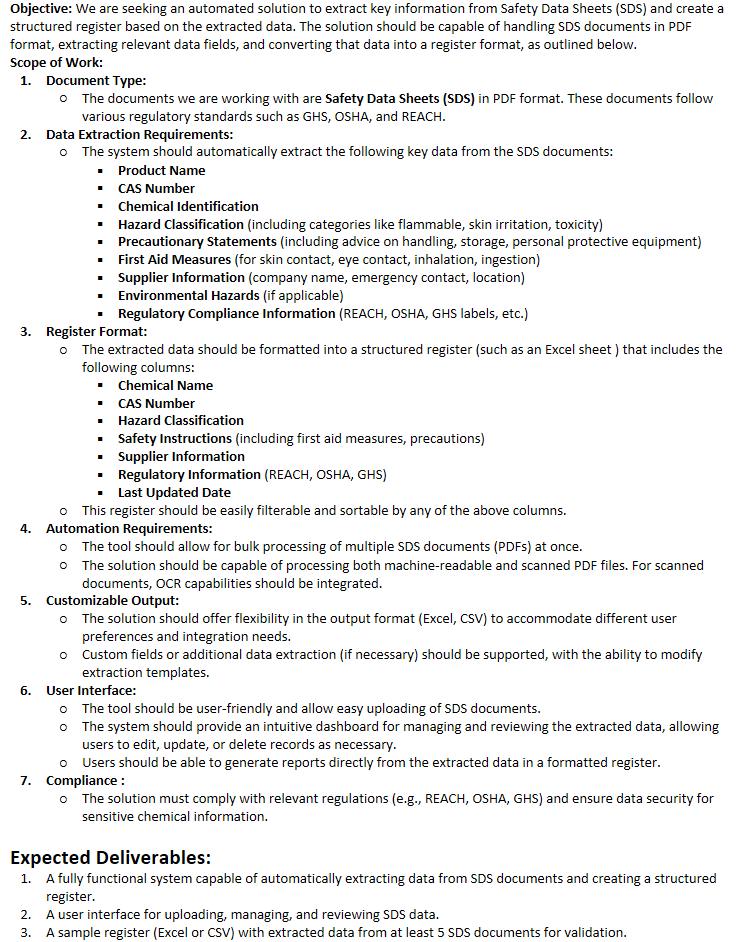 Objective: We are seeking an automated solution to extract key information from Safety Data Sheets (SDS) and create a
structured register based on the extracted data. The solution should be capable of handling SDS documents in PDF
format, extracting relevant data fields, and converting that data into a register format, as outlined below.
Scope of Work:
1. Document Type:
o The documents we are working with are Safety Data Sheets (SDS) in PDF format. These documents follow
various regulatory standards such as GHS, OSHA, and REACH.
2. Data Extraction Requirements:
o The system should automatically extract the following key data from the SDS documents:
▪ Product Name
▪ CAS Number
▪ Chemical Identification
▪ Hazard Classification (including categories like flammable, skin irritation, toxicity)
▪ Precautionary Statements (including advice on handling, storage, personal protective equipment)
▪ First Aid Measures (for skin contact, eye contact, inhalation, ingestion)
▪ Supplier Information (company name, emergency contact, location)
▪ Environmental Hazards (if applicable)
▪ Regulatory Compliance Information (REACH, OSHA, GHS labels, etc.)
3. Register Format:
o The extracted data should be formatted into a structured register (such as an Excel sheet ) that includes the
following columns:
▪ Chemical Name
▪ CAS Number
▪ Hazard Classification
▪ Safety Instructions (including first aid measures, precautions)
▪ Supplier Information
▪ Regulatory Information (REACH, OSHA, GHS)
▪ Last Updated Date
o This register should be easily filterable and sortable by any of the above columns.
4. Automation Requirements:
o The tool should allow for bulk processing of multiple SDS documents (PDFs) at once.
o The solution should be capable of processing both machine-readable and scanned PDF files. For scanned
documents, OCR capabilities should be integrated.
5. Customizable Output:
o The solution should offer flexibility in the output format (Excel, CSV) to accommodate different user
preferences and integration needs.
o Custom fields or additional data extraction (if necessary) should be supported, with the ability to modify
extraction templates.
6. User Interface:
o The tool should be user-friendly and allow easy uploading of SDS documents.
o The system should provide an intuitive dashboard for managing and reviewing the extracted data, allowing
users to edit, update, or delete records as necessary.
o Users should be able to generate reports directly from the extracted data in a formatted register.
7. Compliance :
o The solution must comply with relevant regulations (e.g., REACH, OSHA, GHS) and ensure data security for
sensitive chemical information.
Expected Deliverables:
1. A fully functional system capable of automatically extracting data from SDS documents and creating a structured
register.
2. A user interface for uploading, managing, and reviewing SDS data.
3. A sample register (Excel or CSV) with extracted data from at least 5 SDS documents for validation.